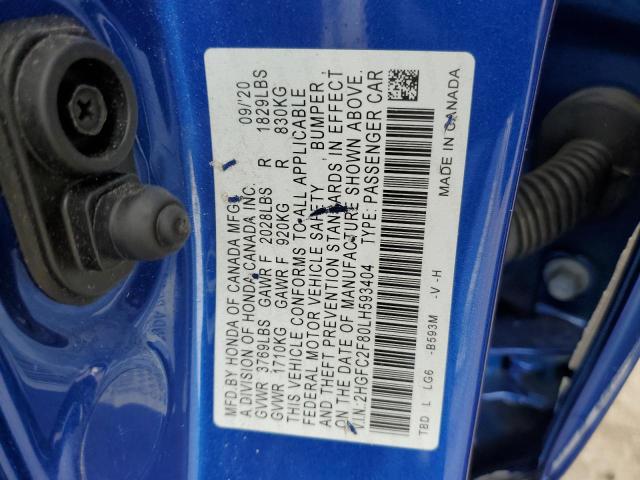 MFD.BY HONDA OF CANADA MFG., 09/'20
A DIVISION OF HONDA CANADA INC.
GVWR 3769LBS GAWR F 2028LBS R 1829LBS
GVWR 1710KG GAWR F 920KG R 830KG
THIS VEHICLE CONFORMS TO ALL APPLICABLE
FEDERAL MOTOR VEHICLE SAFETY, BUMPER,
AND THEFT PREVENTION STANDARDS IN EFFECT
ON THE DATE OF MANUFACTURE SHOWN ABOVE.
V.I.N.:2HGFC2F80LH593404 TYPE: PASSENGER CAR
TBD L LG6 -B593M -V -H MADE IN CANADA